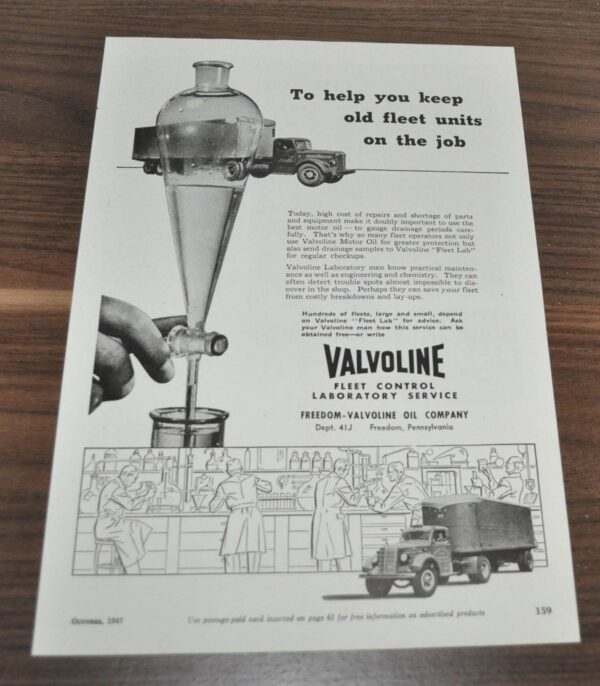 To help you keep
old fleet units
on the job
Today, high cost of repairs and shortage of parts
and equipment make it doubly important to use the
best motor oil — to gauge drainage periods care-
fully. That's why so many fleet operators not only
use Valvoline Motor Oil for greater protection but
also send drainage samples to Valvoline "Fleet Lab"
for regular checkups.
Valvoline Laboratory men know practical mainten-
ance as well as engineering and chemistry. They can
often detect trouble spots almost impossible to dis-
cover in the shop. Perhaps they can save your fleet
from costly breakdowns and lay-ups.
Hundreds of fleets, large and small, depend
on Valvoline "Fleet Lab" for advice. Ask
your Valvoline man how this service can be
obtained free—or write
VALVOLINE
FLEET CONTROL
LABORATORY SERVICE
FREEDOM-VALVOLINE OIL COMPANY
Dept. 41J Freedom, Pennsylvania
October, 1947
Use postage-paid card inserted on page 61 for free information on advertised products
159